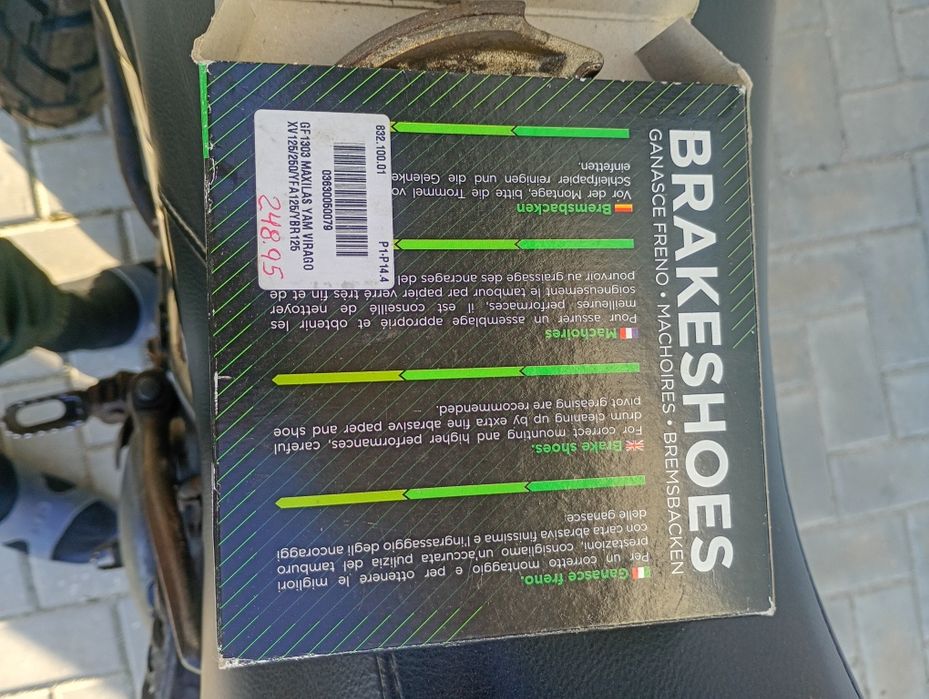 BRAKESHOES
GANASCE FRENO • MACHOIRES • BREMSBACKEN
Ganasce freno.
Per un corretto montaggio e per ottenere le migliori
prestazioni, consigliamo un'accurata pulizia del tamburo
con carta abrasiva finissima e l'ingrassaggio degli ancoraggi
delle ganasce.
Brake shoes.
For correct mounting and higher performances, careful
drum cleaning up by extra fine abrasive paper and shoe
pivot greasing are recommended.
Machoires
Pour assurer un assemblage approprié et obtenir les
meilleures performaces, il est conseillé de nettoyer
soigneusement le tambour par papier verré très fin et de
pourvoir au graissage des ancrages des
Bremsbacken
Vor der Montage, bitte die Trommel
Schleifpapier reinigen und die Gelenke
einfetten.
832.100.01 P1-P14.4
03630050079
GF1303 MAXILAS YAM VIRAGO
XV125/250/YFA125/YBR125
248.95